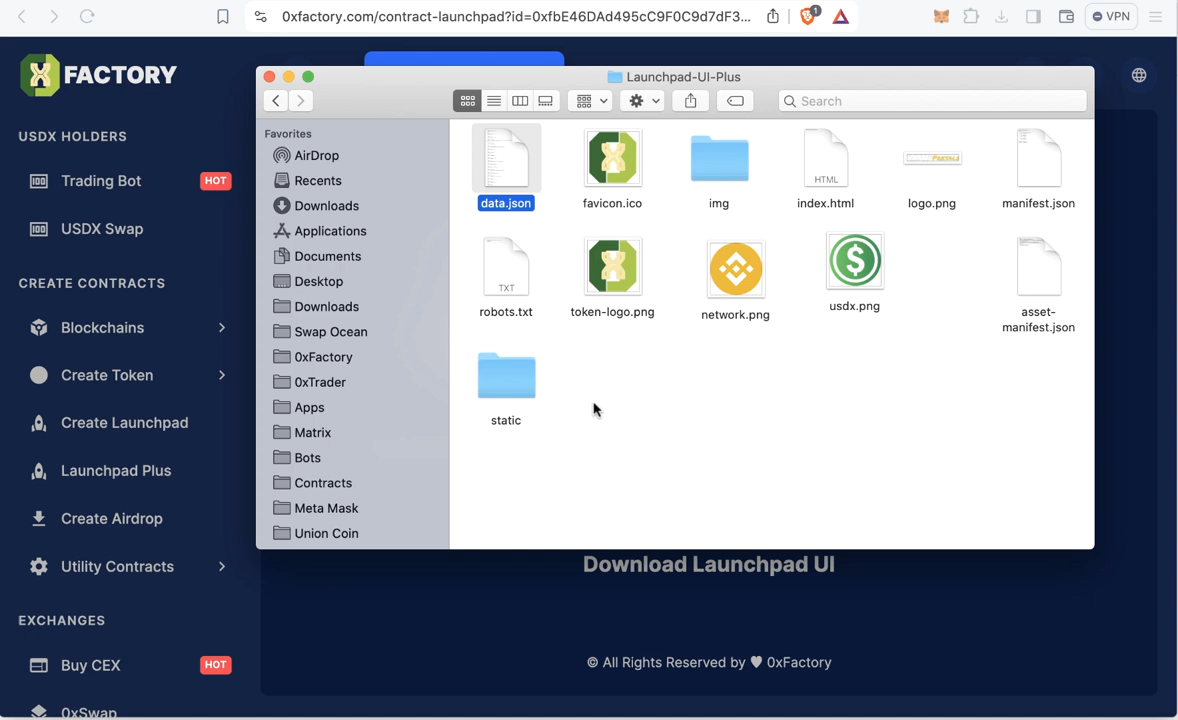 0xfactory.com/contract-launchpad?id=0xfbE46DAd495cC9F0C9d7dF3...
1
VPN
FACTORY
USDX HOLDERS
Trading Bot
HOT
USDX Swap
CREATE CONTRACTS
Blockchains
Create Token
Create Launchpad
Launchpad Plus
Create Airdrop
Utility Contracts
EXCHANGES
Buy CEX
HOT
0xSwap
Launchpad-UI-Plus
Search
Favorites
AirDrop
Recents
Downloads
Applications
Documents
Desktop
Downloads
Swap Ocean
0xFactory
0xTrader
Apps
Matrix
Bots
Contracts
Meta Mask
Union Coin
data.json
favicon.ico
img
HTML
index.html
logo.png
manifest.json
TXT
robots.txt
token-logo.png
network.png
$
usdx.png
asset-
manifest.json
static
Download Launchpad UI
© All Rights Reserved by ♥ 0xFactory